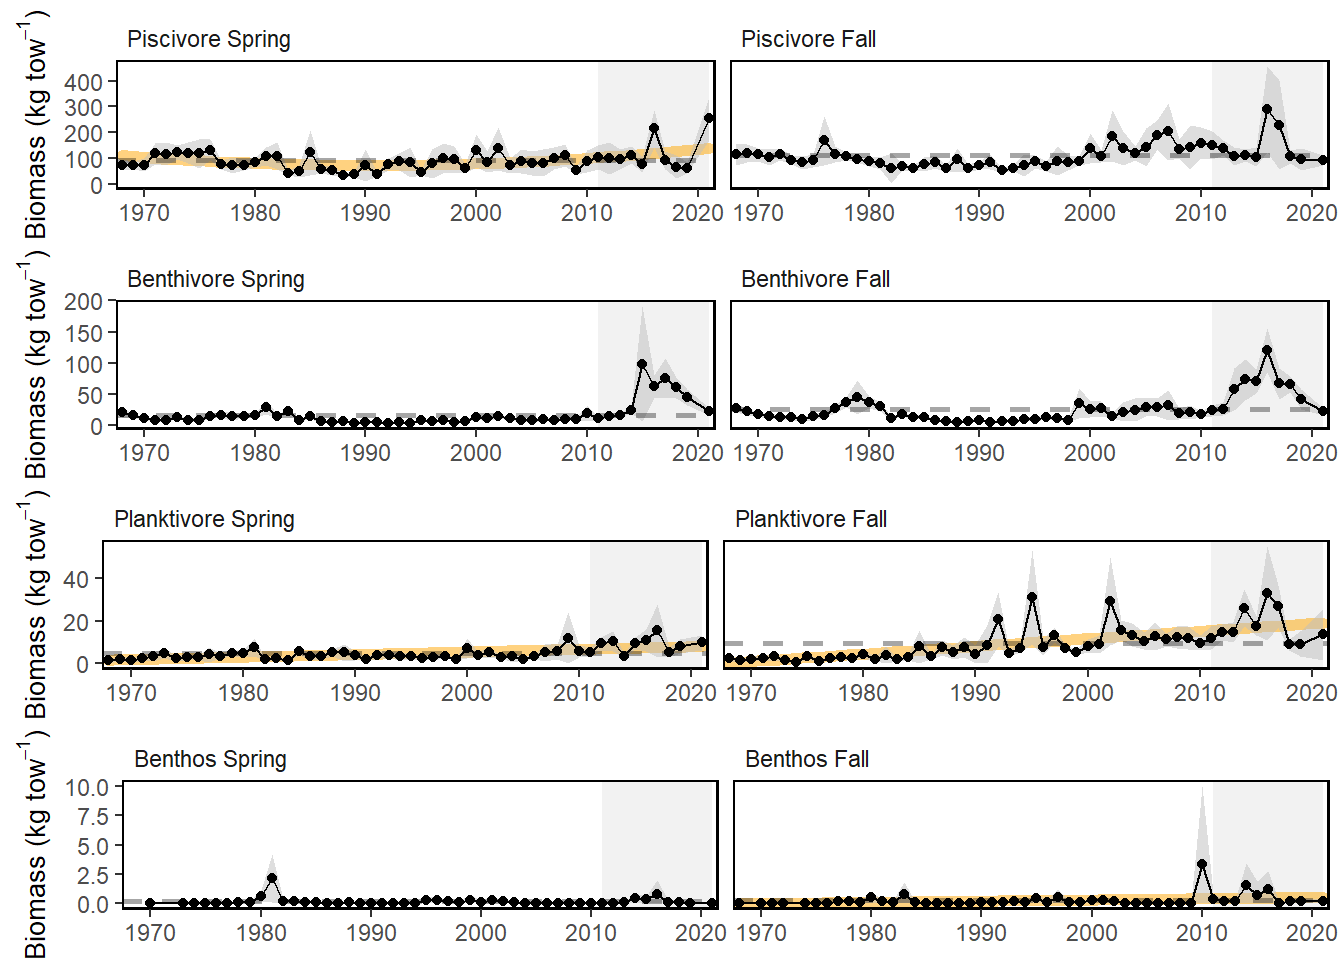 Piscivore Spring
Piscivore Fall
Biomass (kg tow⁻¹)
400
300
200
100
0
1970 1980 1990 2000 2010 2020
1970 1980 1990 2000 2010 2020
Benthivore Spring
Benthivore Fall
Biomass (kg tow⁻¹)
200
150
100
50
0
1970 1980 1990 2000 2010 2020
1970 1980 1990 2000 2010 2020
Planktivore Spring
Planktivore Fall
Biomass (kg tow⁻¹)
40
20
0
1970 1980 1990 2000 2010 2020
1970 1980 1990 2000 2010 2020
Benthos Spring
Benthos Fall
Biomass (kg tow⁻¹)
10.0
7.5
5.0
2.5
0.0
1970 1980 1990 2000 2010 2020
1970 1980 1990 2000 2010 2020